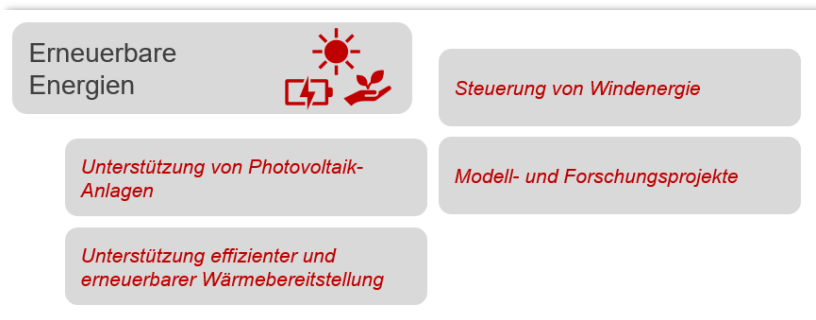 Erneuerbare
Energien
Unterstützung von Photovoltaik-
Anlagen
Unterstützung effizienter und
erneuerbarer Wärmebereitstellung
Steuerung von Windenergie
Modell- und Forschungsprojekte